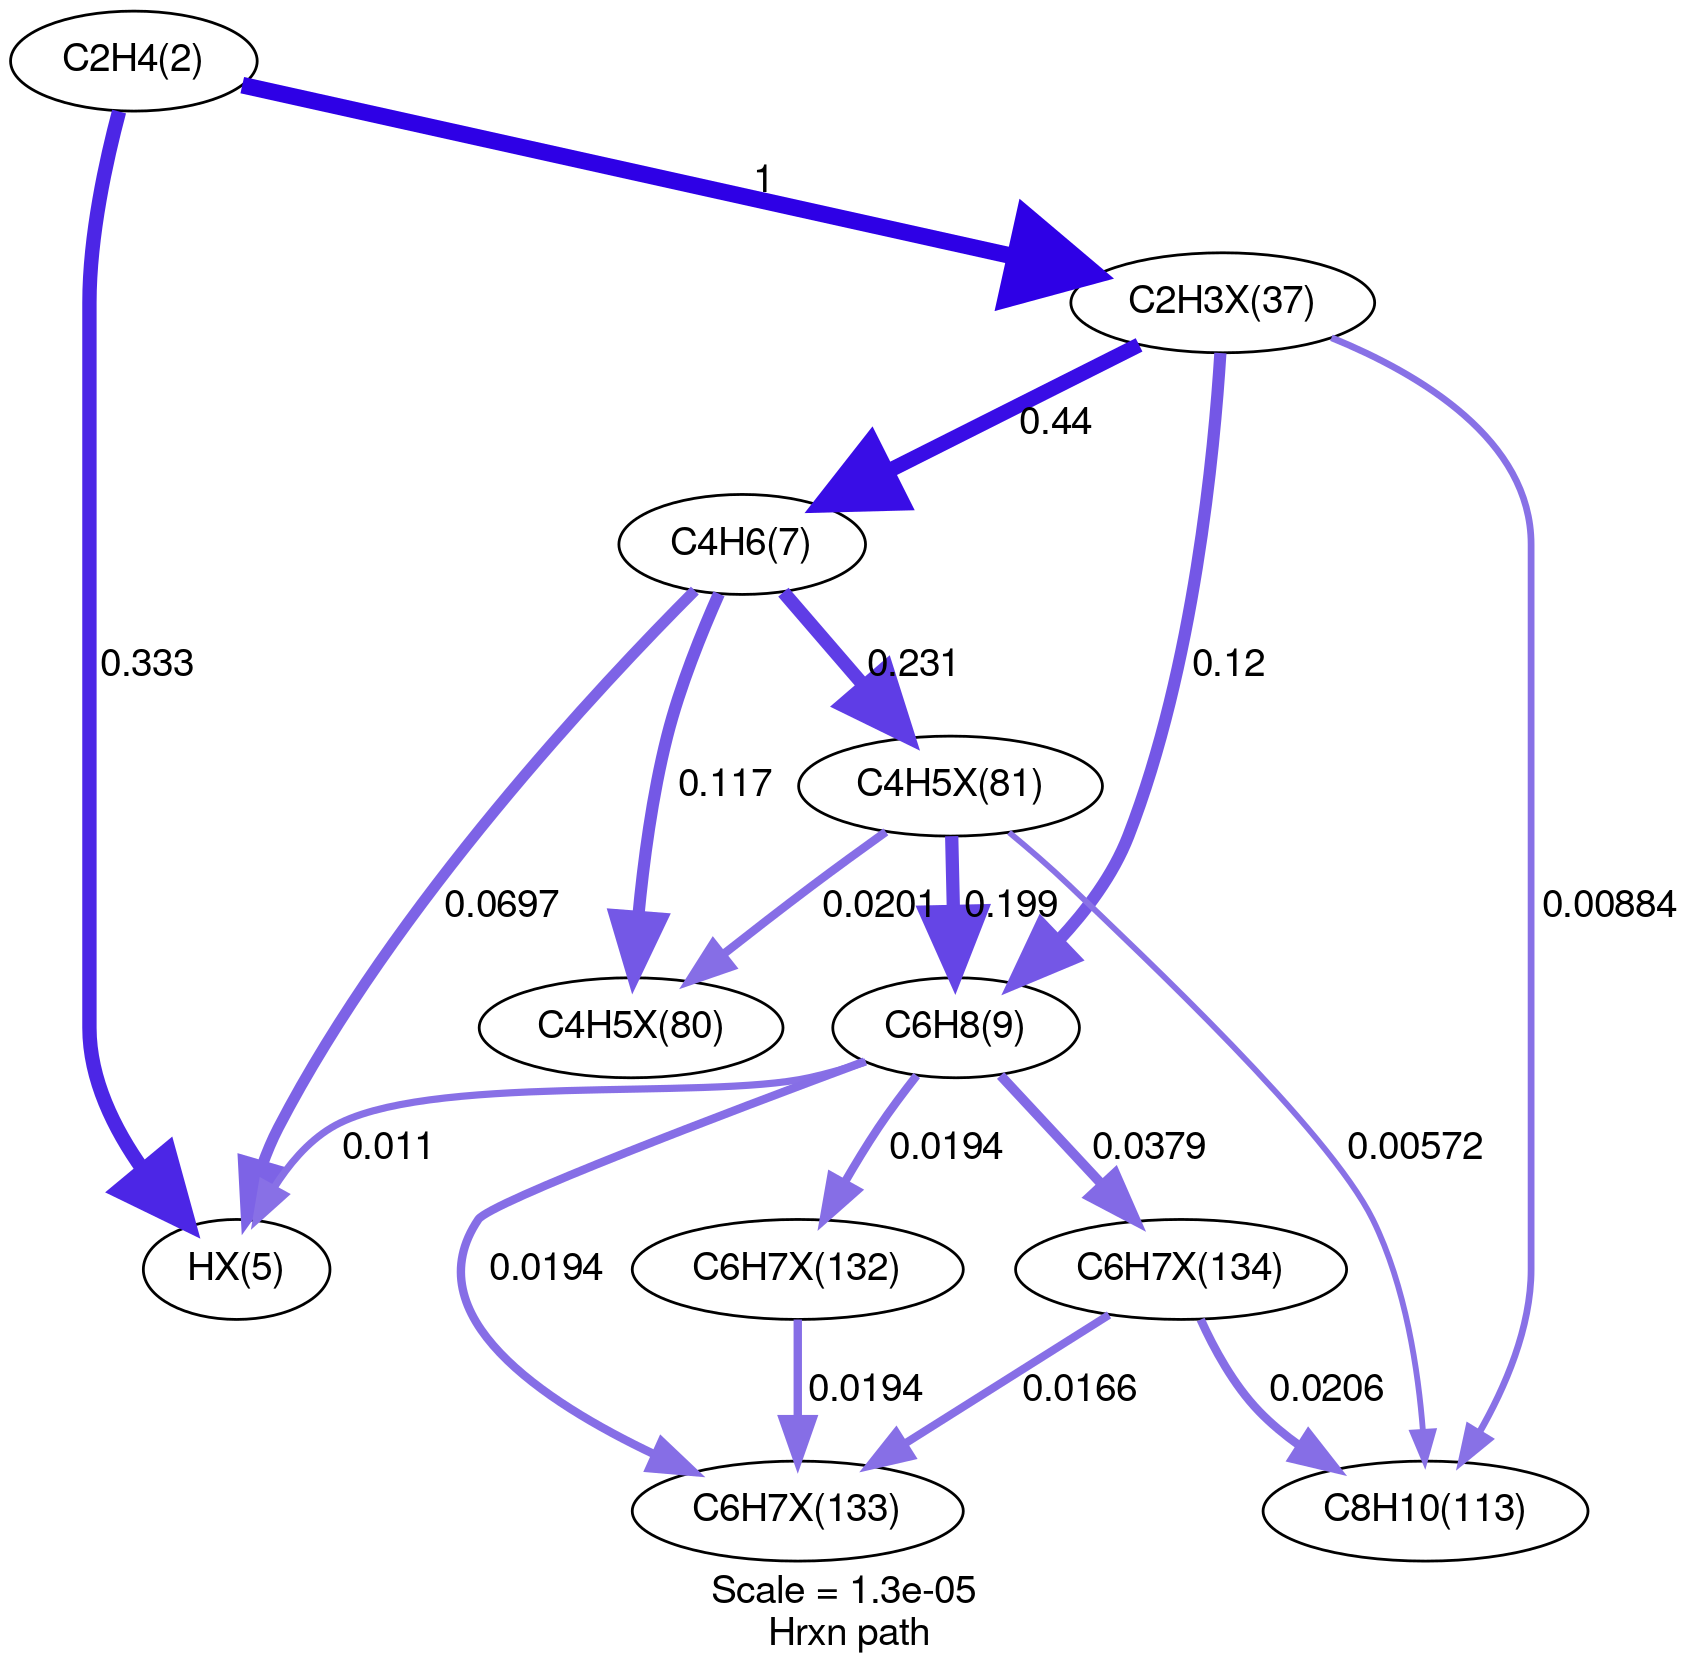 C2H4(2)
1
C2H3X(37)
0.44
C4H6(7)
0.333
0.231
0.12
0.117
C4H5X(81)
0.0697
0.0201
0.199
0.00884
C4H5X(80)
C6H8(9)
0.011
0.0194
0.0379
0.00572
HX(5)
0.0194
C6H7X(132)
C6H7X(134)
0.0194
0.0166
0.0206
C6H7X(133)
C8H10(113)
Scale = 1.3e-05
Hrxn path